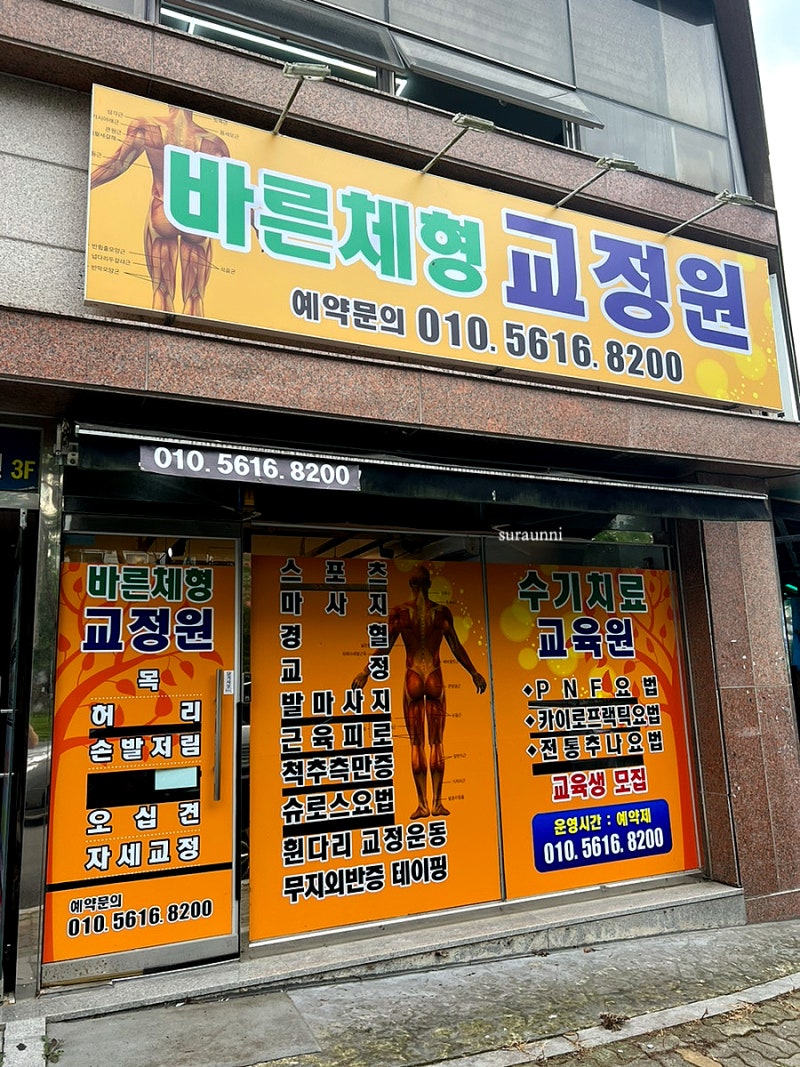 바른체형 교정원
예약문의 010. 5616. 8200
3F
010. 5616. 8200
suraunni
바른체형
교정원
목
허 리
손발저림
오십견
자세교정
예약문의
010. 5616. 8200
스포츠
마사지
경혈
교정
발마사지
근육피로
척추측만증
슈로스요법
휜다리 교정운동
무지외반증 테이핑
수기치료
교육원
◆PNF요법
◆카이로프랙틱요법
◆전통추나요법
교육생 모집
운영시간 : 예약제
010. 5616. 8200